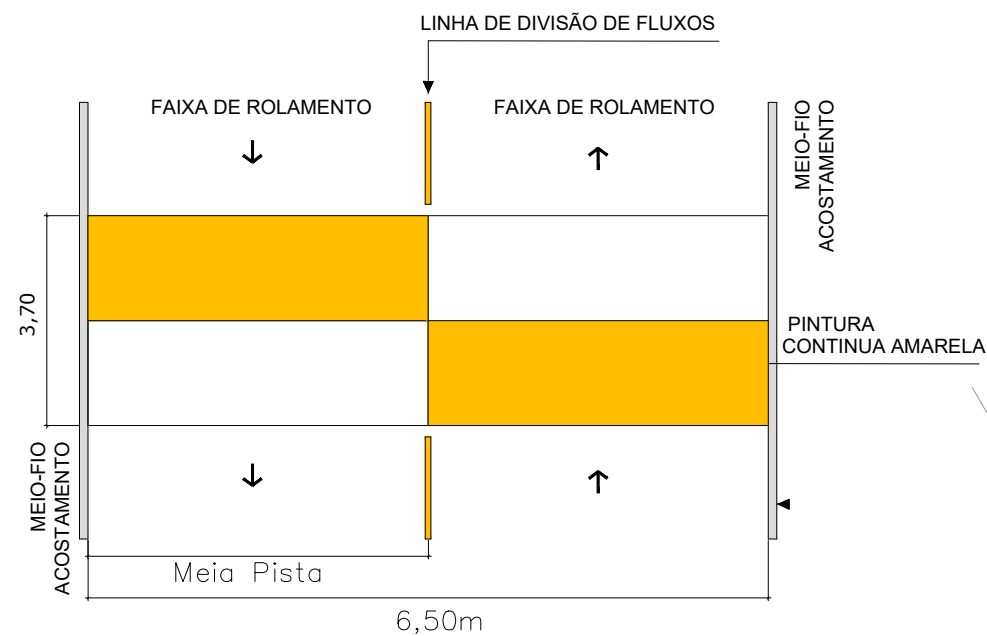 LINHA DE DIVISÃO DE FLUXOS
FAIXA DE ROLAMENTO
FAIXA DE ROLAMENTO
MEIO-FIO
ACOSTAMENTO
3,70
PINTURA
CONTINUA AMARELA
MEIO-FIO
ACOSTAMENTO
Meia Pista
6,50m